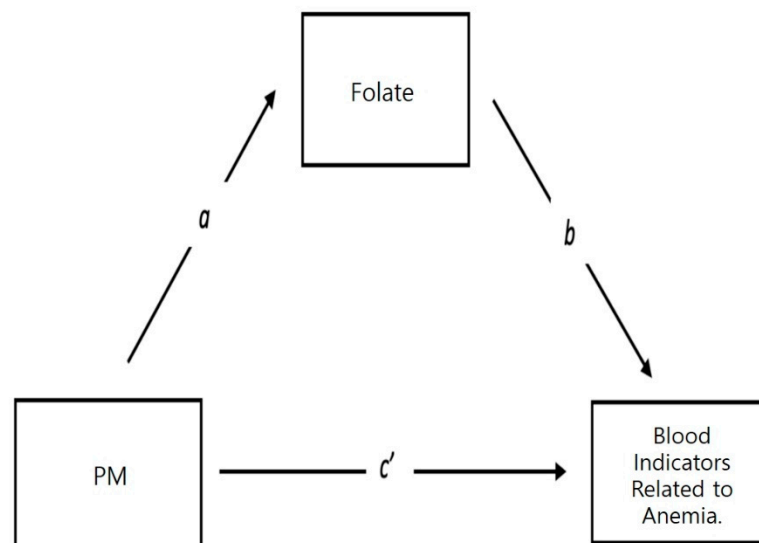 Folate
a
b
PM
c'
Blood
Indicators
Related to
Anemia.